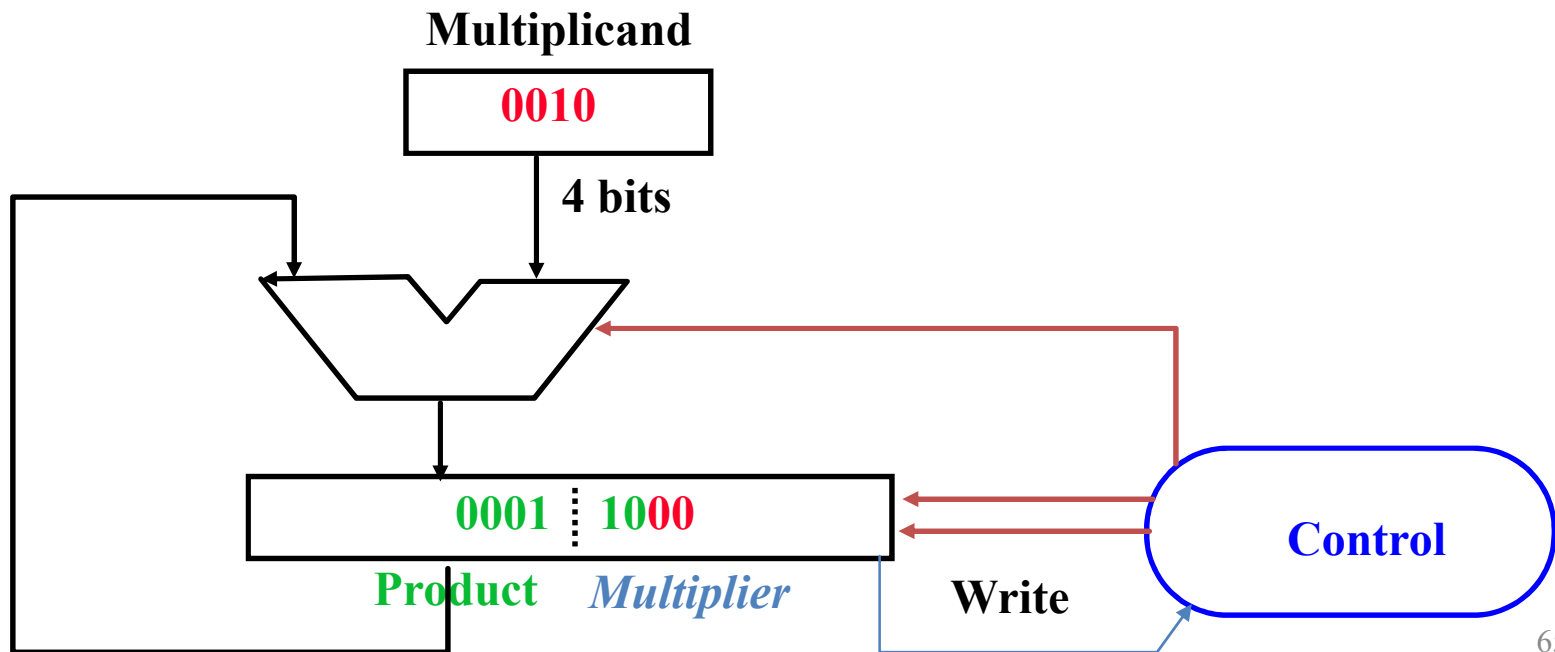 Multiplicand
0010
4 bits
0001 1000
Control
Product Multiplier Write